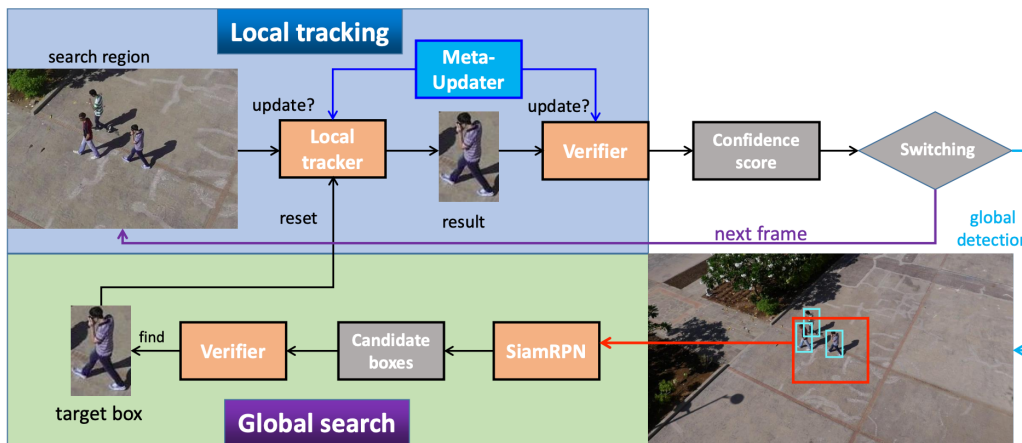 Local tracking
search region
Meta-
Updater
update?
update?
Local
tracker
Verifier
Confidence
score
Switching
reset
result
next frame
global
detection
find
Verifier
Candidate
boxes
SiamRPN
target box
Global search